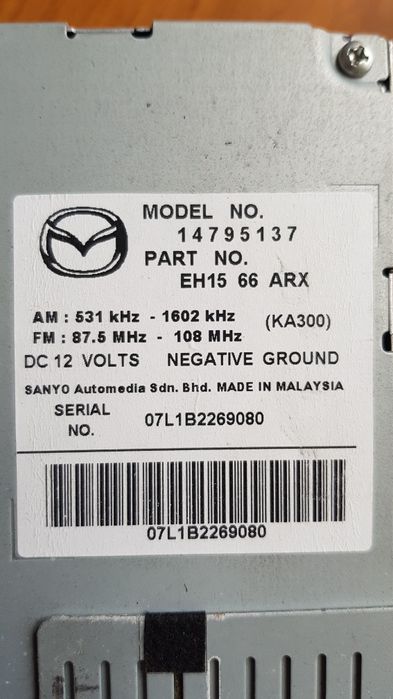 MODEL NO.
14795137
PART NO.
EH15 66 ARX
AM : 531 kHz - 1602 kHz (KA300)
FM : 87.5 MHz - 108 MHz
DC 12 VOLTS NEGATIVE GROUND
SANYO Automedia Sdn. Bhd. MADE IN MALAYSIA
SERIAL NO. 07L1B2269080
07L1B2269080